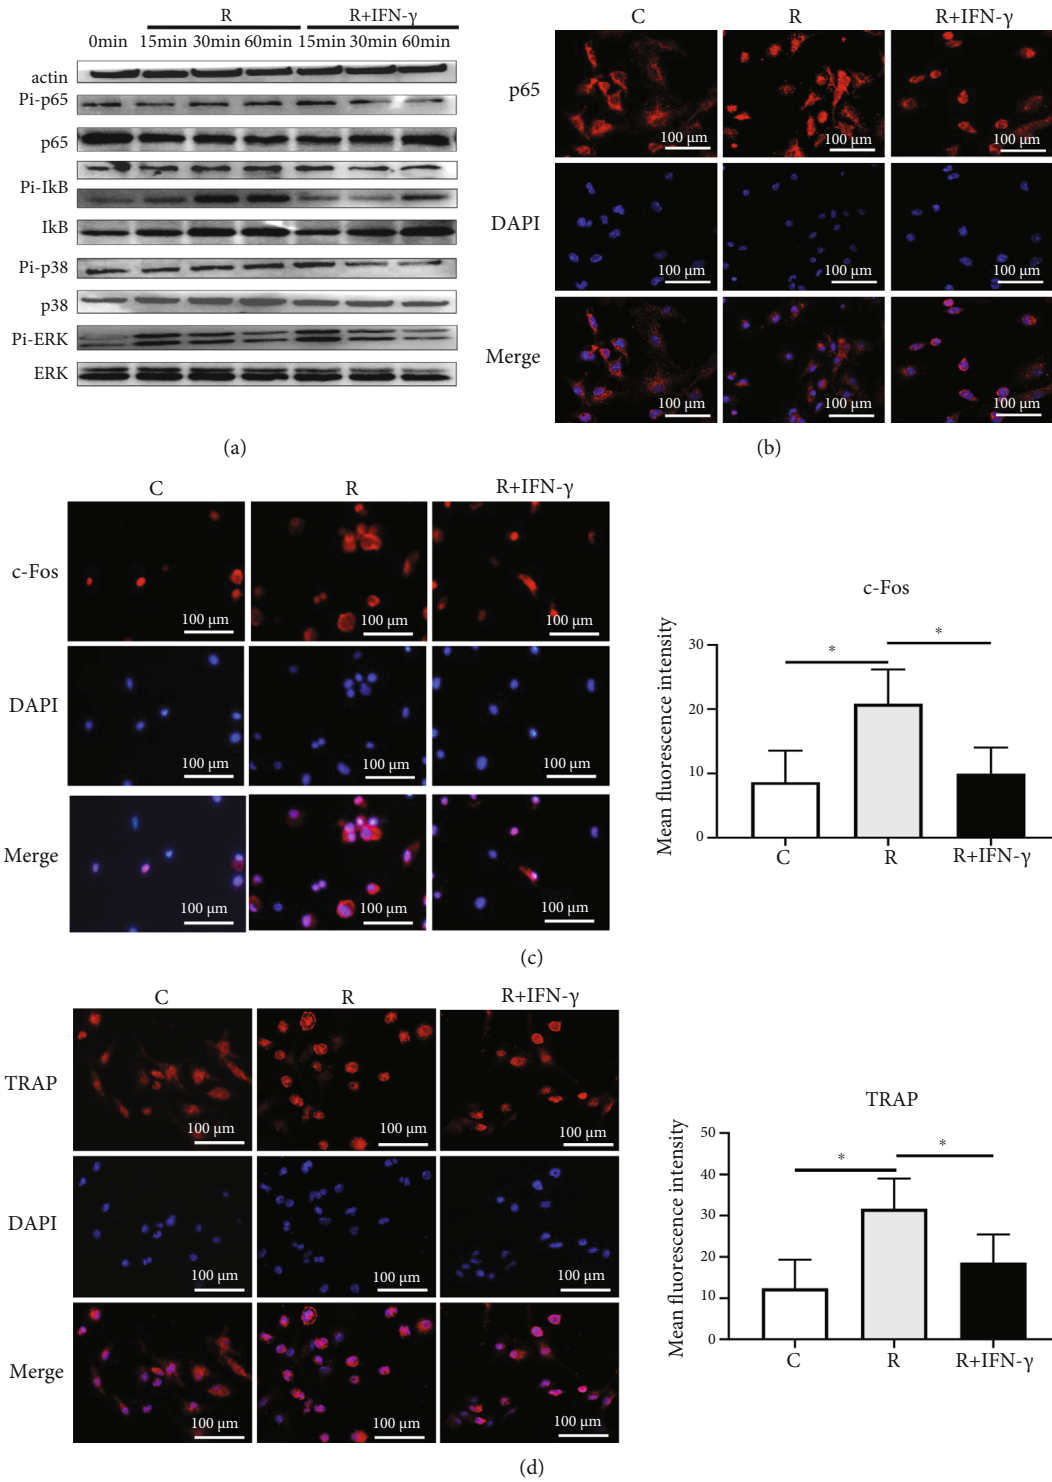 R R+IFN-γ
0min 15min 30min 60min 15min 30min 60min
actin
Pi-p65
p65
Pi-IkB
IkB
Pi-p38
p38
Pi-ERK
ERK
(a)
C R R+IFN-γ
p65
100 μm 100 μm 100 μm
DAPI
100 μm 100 μm 100 μm
Merge
100 μm 100 μm 100 μm
(b)
C R R+IFN-γ
c-Fos
100 μm 100 μm 100 μm
DAPI
100 μm 100 μm 100 μm
Merge
100 μm 100 μm 100 μm
c-Fos
Mean fluorescence intensity
30
20
10
0
* *
C R R+IFN-γ
(c)
C R R+IFN-γ
TRAP
100 μm 100 μm 100 μm
DAPI
100 μm 100 μm 100 μm
Merge
100 μm 100 μm 100 μm
TRAP
Mean fluorescence intensity
50
40
30
20
10
0
* *
C R R+IFN-γ
(d)